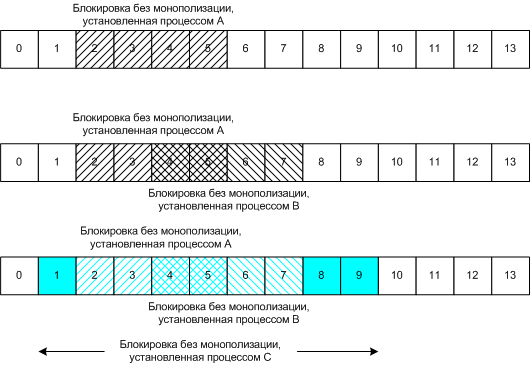 Блокировка без монополизации,
установленная процессом А
0 1 2 3 4 5 6 7 8 9 10 11 12 13
Блокировка без монополизации,
установленная процессом А
0 1 2 3 4 5 6 7 8 9 10 11 12 13
Блокировка без монополизации,
установленная процессом В
Блокировка без монополизации,
установленная процессом А
0 1 2 3 4 5 6 7 8 9 10 11 12 13
Блокировка без монополизации,
установленная процессом В
Блокировка без монополизации,
установленная процессом С